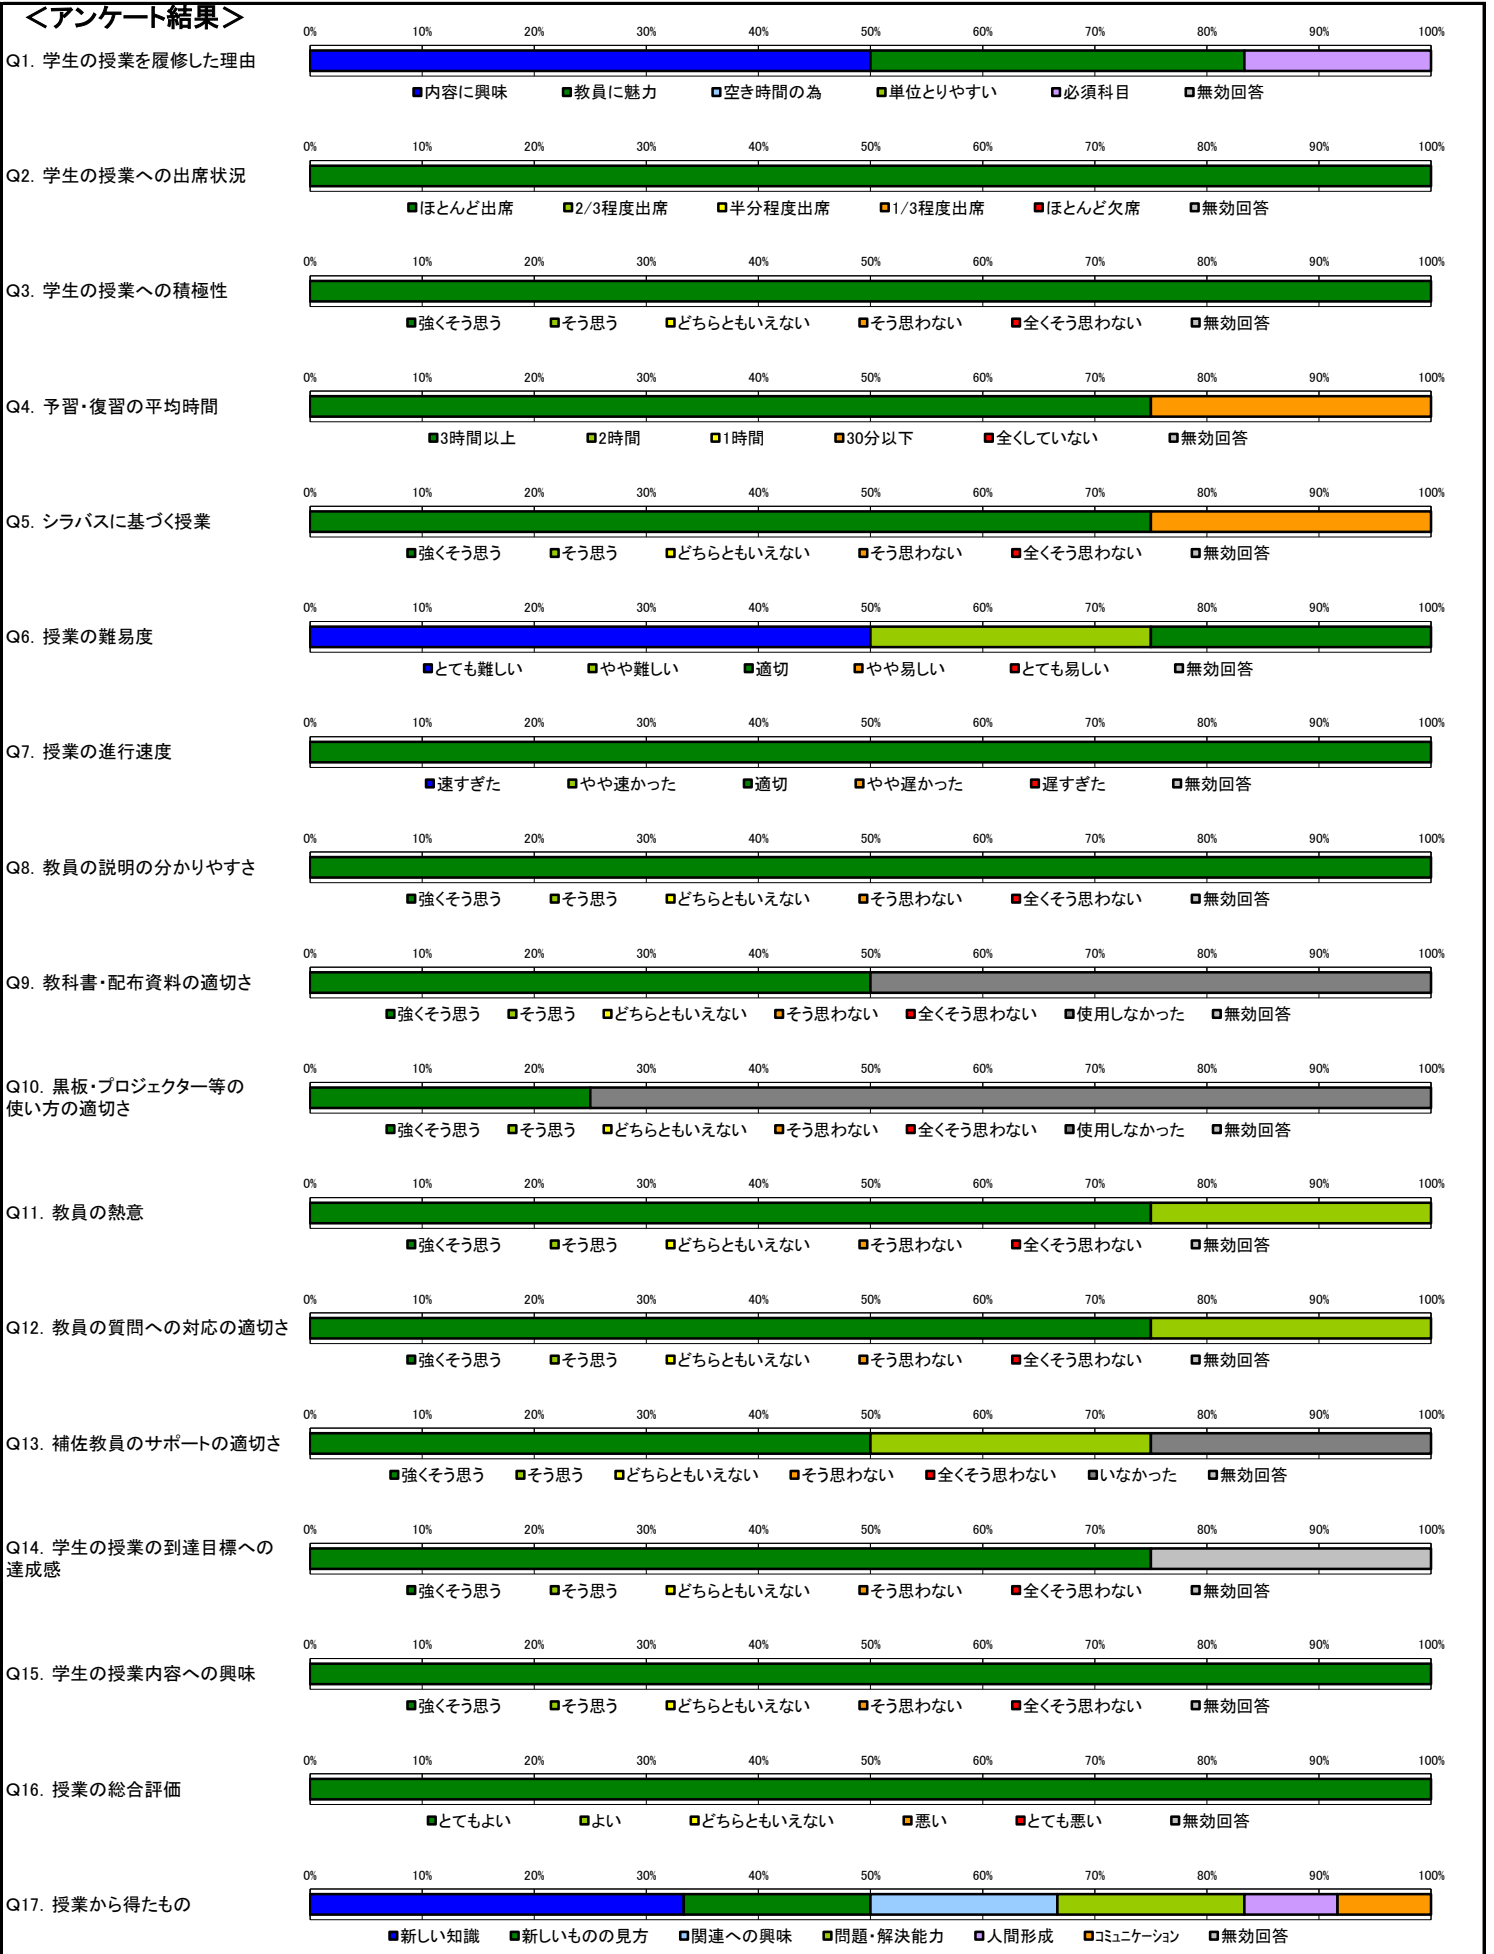 ＜アンケート結果＞
0% 10% 20% 30% 40% 50% 60% 70% 80% 90% 100%
Q1. 学生の授業を履修した理由
内容に興味 教員に魅力 空き時間の為 単位とりやすい 必須科目 無効回答
0% 10% 20% 30% 40% 50% 60% 70% 80% 90% 100%
Q2. 学生の授業への出席状況
ほとんど出席 2/3程度出席 半分程度出席 1/3程度出席 ほとんど欠席 無効回答
0% 10% 20% 30% 40% 50% 60% 70% 80% 90% 100%
Q3. 学生の授業への積極性
強くそう思う そう思う どちらともいえない そう思わない 全くそう思わない 無効回答
0% 10% 20% 30% 40% 50% 60% 70% 80% 90% 100%
Q4. 予習・復習の平均時間
3時間以上 2時間 1時間 30分以下 全くしていない 無効回答
0% 10% 20% 30% 40% 50% 60% 70% 80% 90% 100%
Q5. シラバスに基づく授業
強くそう思う そう思う どちらともいえない そう思わない 全くそう思わない 無効回答
0% 10% 20% 30% 40% 50% 60% 70% 80% 90% 100%
Q6. 授業の難易度
とても難しい やや難しい 適切 やや易しい とても易しい 無効回答
0% 10% 20% 30% 40% 50% 60% 70% 80% 90% 100%
Q7. 授業の進行速度
速すぎた やや速かった 適切 やや遅かった 遅すぎた 無効回答
0% 10% 20% 30% 40% 50% 60% 70% 80% 90% 100%
Q8. 教員の説明の分かりやすさ
強くそう思う そう思う どちらともいえない そう思わない 全くそう思わない 無効回答
0% 10% 20% 30% 40% 50% 60% 70% 80% 90% 100%
Q9. 教科書・配布資料の適切さ
強くそう思う そう思う どちらともいえない そう思わない 全くそう思わない 使用しなかった 無効回答
0% 10% 20% 30% 40% 50% 60% 70% 80% 90% 100%
Q10. 黒板・プロジェクター等の
使い方の適切さ
強くそう思う そう思う どちらともいえない そう思わない 全くそう思わない 使用しなかった 無効回答
0% 10% 20% 30% 40% 50% 60% 70% 80% 90% 100%
Q11. 教員の熱意
強くそう思う そう思う どちらともいえない そう思わない 全くそう思わない 無効回答
0% 10% 20% 30% 40% 50% 60% 70% 80% 90% 100%
Q12. 教員の質問への対応の適切さ
強くそう思う そう思う どちらともいえない そう思わない 全くそう思わない 無効回答
0% 10% 20% 30% 40% 50% 60% 70% 80% 90% 100%
Q13. 補佐教員のサポートの適切さ
強くそう思う そう思う どちらともいえない そう思わない 全くそう思わない いなかった 無効回答
0% 10% 20% 30% 40% 50% 60% 70% 80% 90% 100%
Q14. 学生の授業の到達目標への
達成感
強くそう思う そう思う どちらともいえない そう思わない 全くそう思わない 無効回答
0% 10% 20% 30% 40% 50% 60% 70% 80% 90% 100%
Q15. 学生の授業内容への興味
強くそう思う そう思う どちらともいえない そう思わない 全くそう思わない 無効回答
0% 10% 20% 30% 40% 50% 60% 70% 80% 90% 100%
Q16. 授業の総合評価
とてもよい よい どちらともいえない 悪い とても悪い 無効回答
0% 10% 20% 30% 40% 50% 60% 70% 80% 90% 100%
Q17. 授業から得たもの
新しい知識 新しいものの見方 関連への興味 問題・解決能力 人間形成 コミュニケーション 無効回答